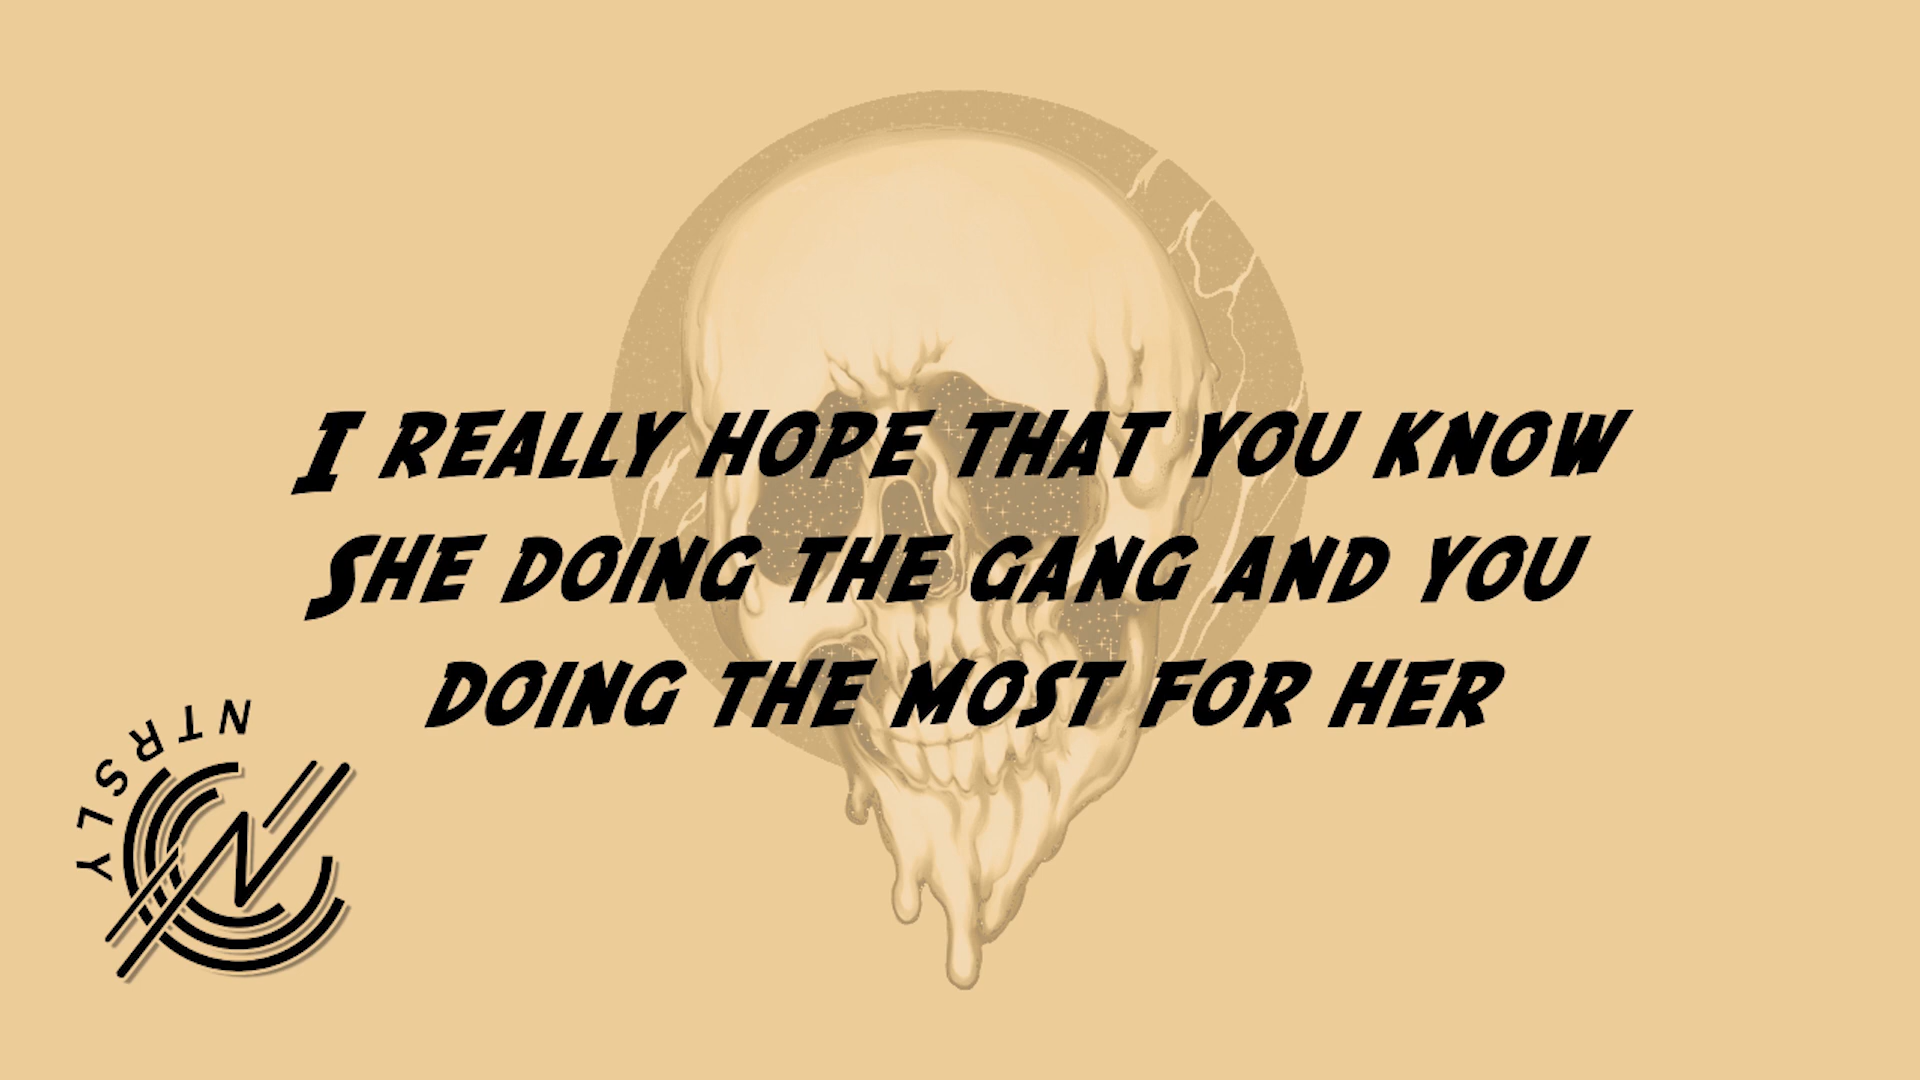 I REALLY HOPE THAT YOU KNOW
SHE DOING THE GANG AND YOU
DOING THE MOST FOR HER
NTRSLY